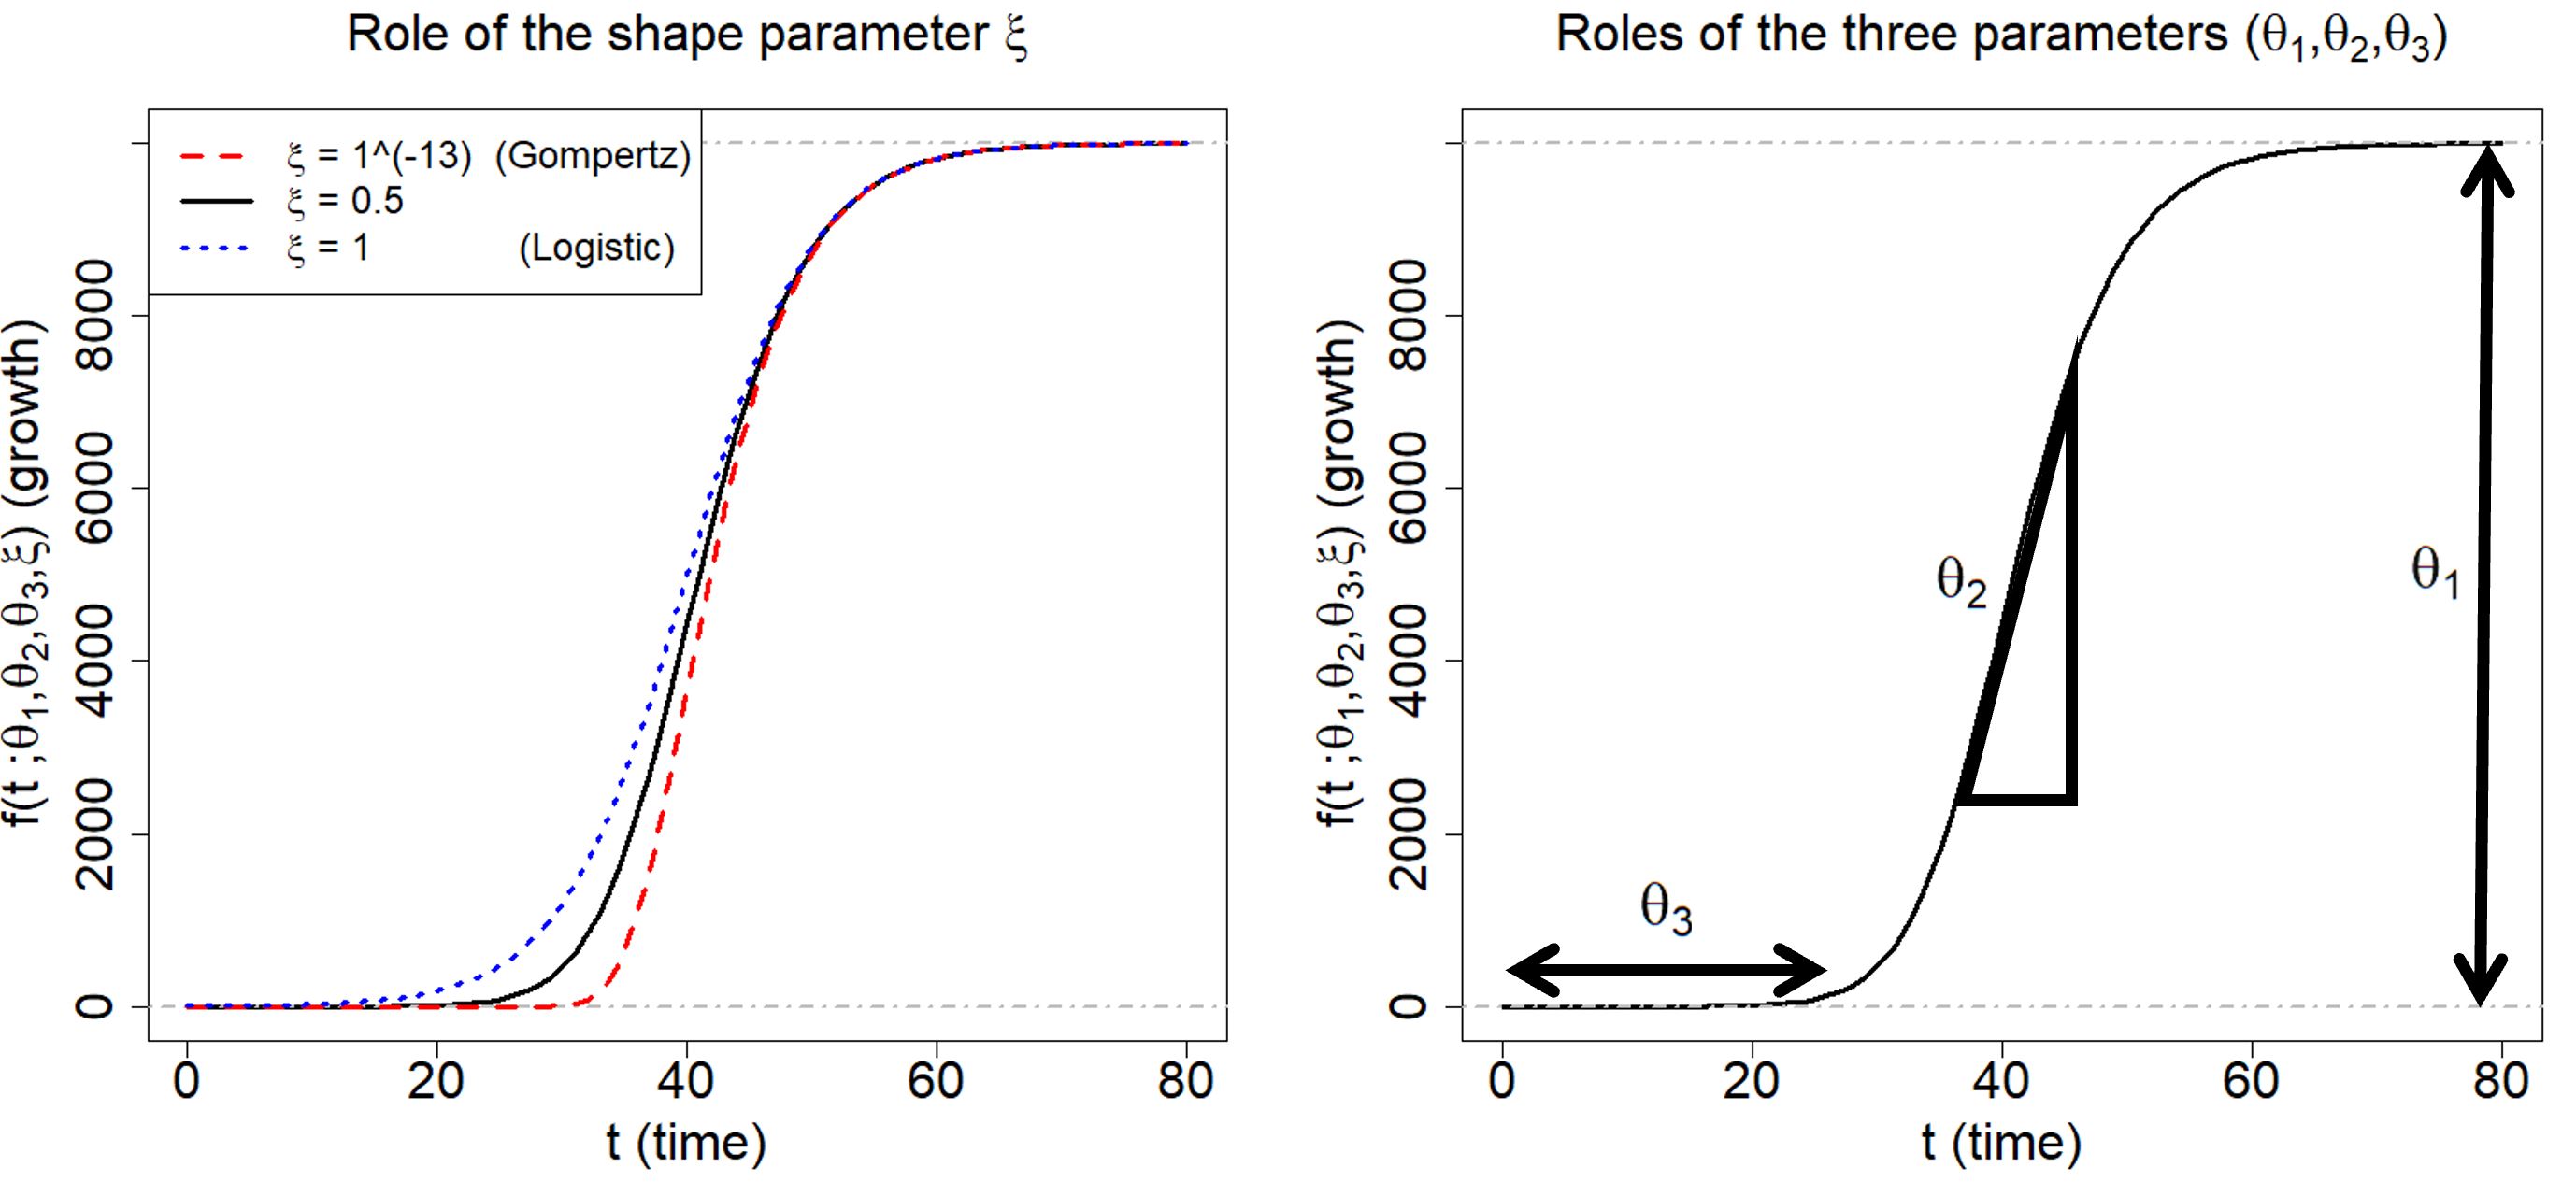 Role of the shape parameter ξ
ξ = 1^(-13) (Gompertz)
ξ = 0.5
ξ = 1 (Logistic)
f(t ;θ1,θ2,θ3,ξ) (growth)
8000
6000
4000
2000
0
0 20 40 60 80
t (time)
Roles of the three parameters (θ1,θ2,θ3)
f(t ;θ1,θ2,θ3,ξ) (growth)
8000
6000
4000
2000
0
θ2
θ1
θ3
0 20 40 60 80
t (time)